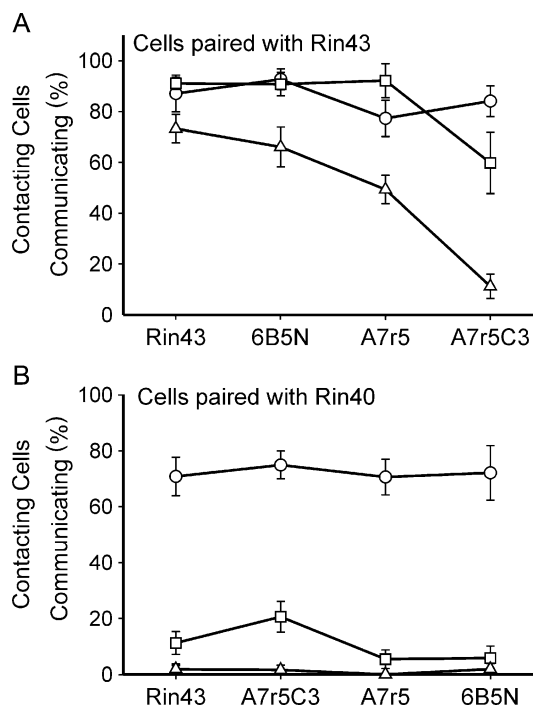 A
Cells paired with Rin43
Contacting Cells
Communicating (%)
100
80
60
40
20
0
Rin43 6B5N A7r5 A7r5C3
B
Cells paired with Rin40
Contacting Cells
Communicating (%)
100
80
60
40
20
0
Rin43 A7r5C3 A7r5 6B5N